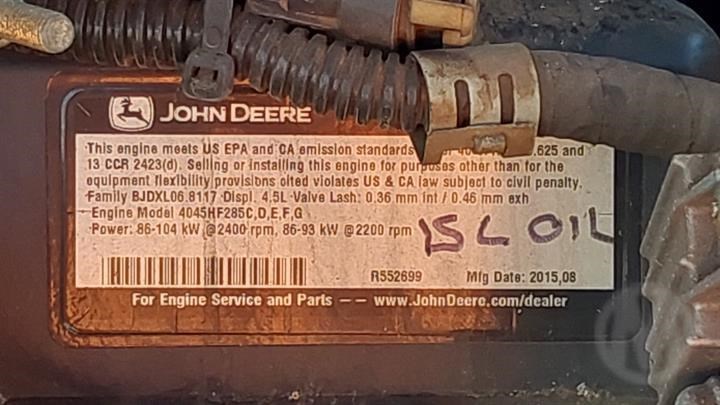 JOHN DEERE
This engine meets US EPA and CA emission standards .625 and
13 CCR 2423(d). Selling or installing this engine for purposes other than for the
equipment flexibility provisions cited violates US & CA law subject to civil penalty.
Family BJDXL06.8117 Displ. 4.5L Valve Lash: 0.36 mm int / 0.46 mm exh
Engine Model 4045HF285C,D,E,F,G
Power: 86-104 kW @2400 rpm, 86-93 kW @2200 rpm
15L OIL
R552699 Mfg Date: 2015,08
For Engine Service and Parts -- www.JohnDeere.com/dealer